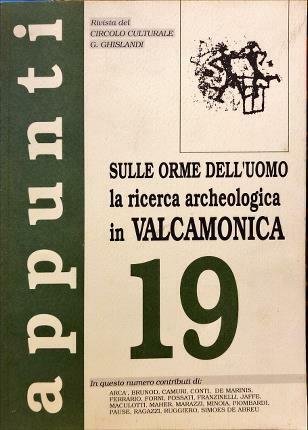 appunti
Rivista del
CIRCOLO CULTURALE
G. GHISLANDI
SULLE ORME DELL'UOMO
la ricerca archeologica
in VALCAMONICA
19
In questo numero contributi di:
ARCA', BRUNOD, CAMURI, CONTI, DE MARINIS,
FERRARIO, FORNI, FOSSATI, FRANZINELLI, JAFFE,
MACULOTTI, MAHER, MARAZZI, MINOIA, PIOMBARDI,
PAUSE, RAGAZZI, RUGGIERO, SIMOES DE ABREU